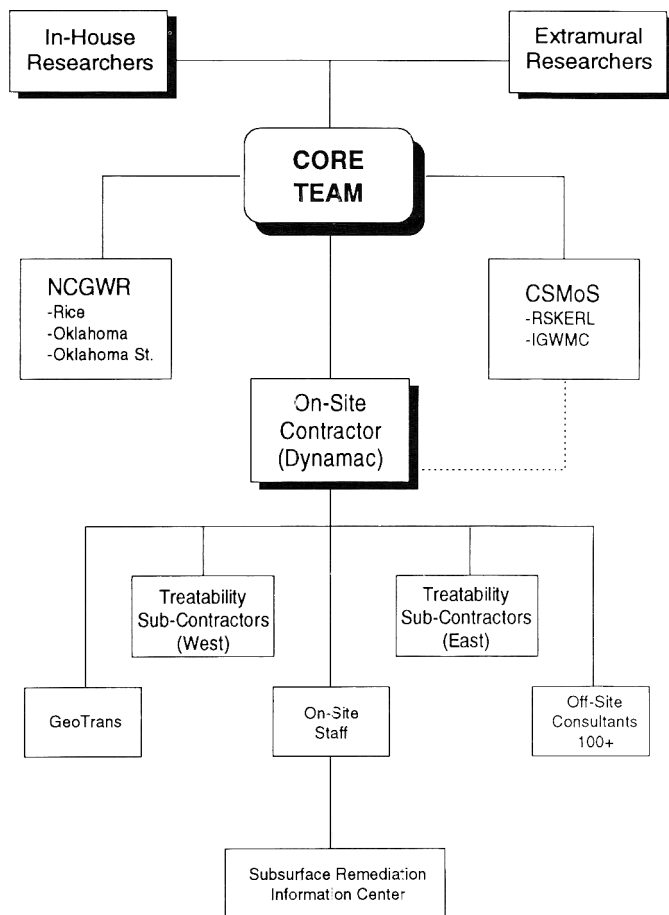 In-House
Researchers
Extramural
Researchers
CORE
TEAM
NCGWR
-Rice
-Oklahoma
-Oklahoma St.
CSMoS
-RSKERL
-IGWMC
On-Site
Contractor
(Dynamac)
Treatability
Sub-Contractors
(West)
Treatability
Sub-Contractors
(East)
GeoTrans
On-Site
Staff
Off-Site
Consultants
100+
Subsurface Remediation
Information Center